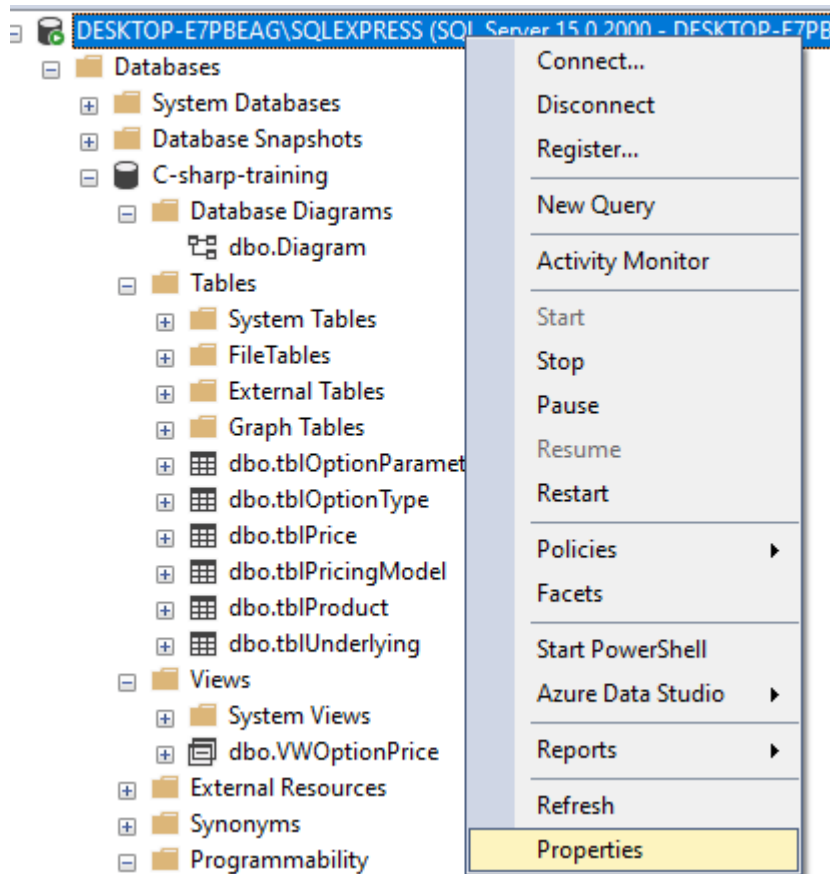 DESKTOP-E7PBEAG\SQLEXPRESS (SQL Server 15.0.2000 - DESKTOP-E7PB
Databases
System Databases
Database Snapshots
C-sharp-training
Database Diagrams
dbo.Diagram
Tables
System Tables
FileTables
External Tables
Graph Tables
dbo.tblOptionParamet
dbo.tblOptionType
dbo.tblPrice
dbo.tblPricingModel
dbo.tblProduct
dbo.tblUnderlying
Views
System Views
dbo.VWOptionPrice
External Resources
Synonyms
Programmability
Connect...
Disconnect
Register...
New Query
Activity Monitor
Start
Stop
Pause
Resume
Restart
Policies
Facets
Start PowerShell
Azure Data Studio
Reports
Refresh
Properties